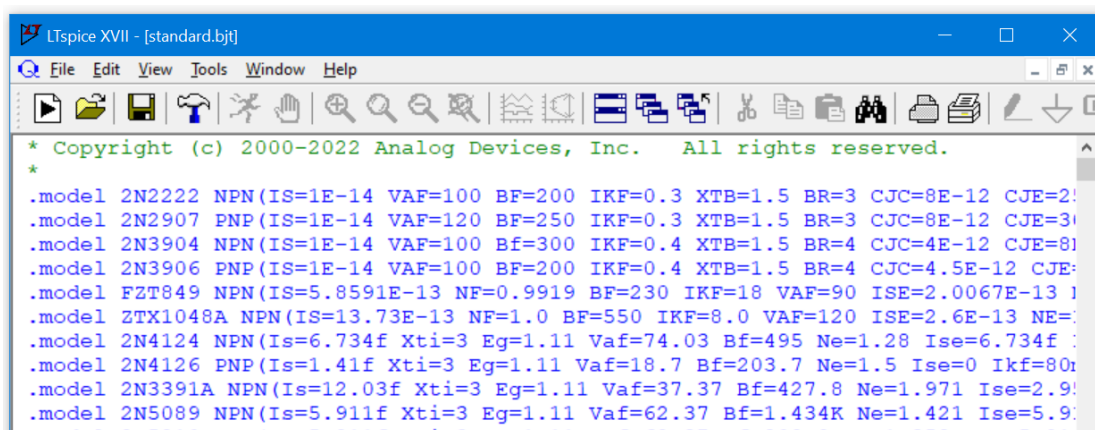 LTspice XVII - [standard.bjt]
File Edit View Tools Window Help
* Copyright (c) 2000-2022 Analog Devices, Inc. All rights reserved.
*
.model 2N2222 NPN(IS=1E-14 VAF=100 BF=200 IKF=0.3 XTB=1.5 BR=3 CJC=8E-12 CJE=2
.model 2N2907 PNP(IS=1E-14 VAF=120 BF=250 IKF=0.3 XTB=1.5 BR=3 CJC=8E-12 CJE=3
.model 2N3904 NPN(IS=1E-14 VAF=100 Bf=300 IKF=0.4 XTB=1.5 BR=4 CJC=4E-12 CJE=8
.model 2N3906 PNP(IS=1E-14 VAF=100 BF=200 IKF=0.4 XTB=1.5 BR=4 CJC=4.5E-12 CJE
.model FZT849 NPN(IS=5.8591E-13 NF=0.9919 BF=230 IKF=18 VAF=90 ISE=2.0067E-13
.model ZTX1048A NPN(IS=13.73E-13 NF=1.0 BF=550 IKF=8.0 VAF=120 ISE=2.6E-13 NE=
.model 2N4124 NPN(Is=6.734f Xti=3 Eg=1.11 Vaf=74.03 Bf=495 Ne=1.28 Ise=6.734f
.model 2N4126 PNP(Is=1.41f Xti=3 Eg=1.11 Vaf=18.7 Bf=203.7 Ne=1.5 Ise=0 Ikf=80
.model 2N3391A NPN(Is=12.03f Xti=3 Eg=1.11 Vaf=37.37 Bf=427.8 Ne=1.971 Ise=2.9
.model 2N5089 NPN(Is=5.911f Xti=3 Eg=1.11 Vaf=62.37 Bf=1.434K Ne=1.421 Ise=5.9